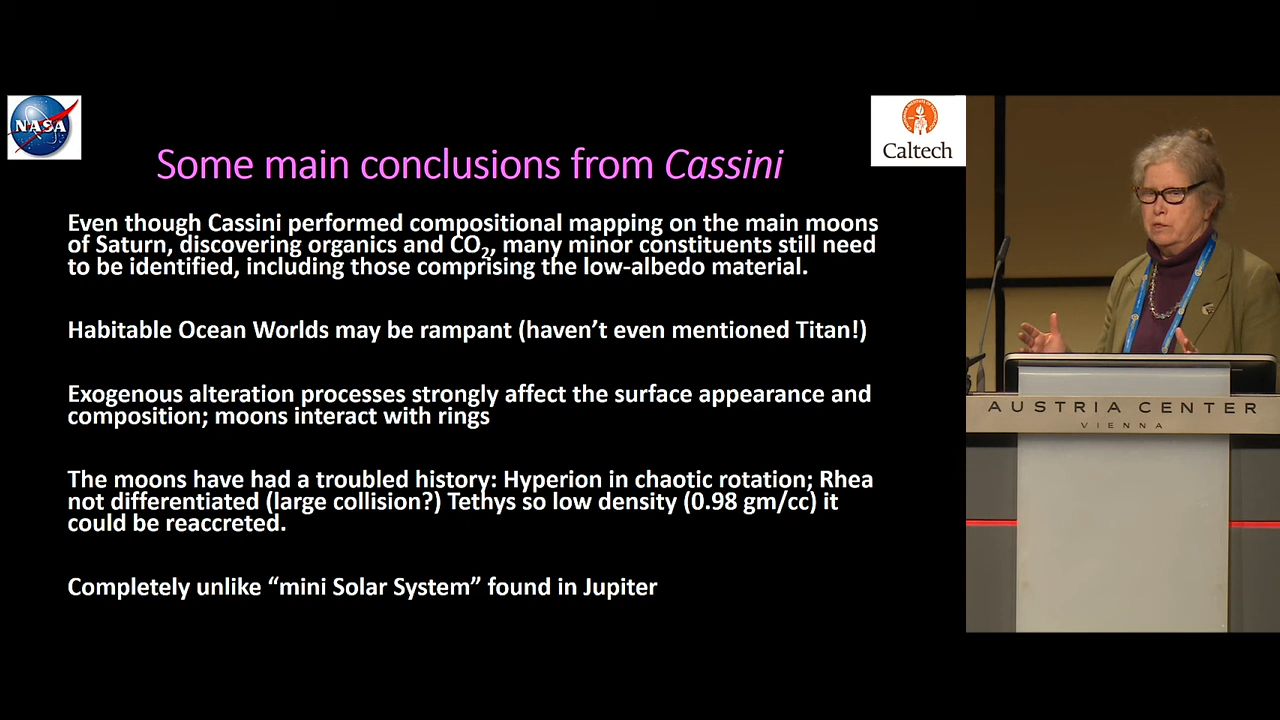 NASA
Caltech
Some main conclusions from Cassini
Even though Cassini performed compositional mapping on the main moons
of Saturn, discovering organics and CO₂, many minor constituents still need
to be identified, including those comprising the low-albedo material.
Habitable Ocean Worlds may be rampant (haven’t even mentioned Titan!)
Exogenous alteration processes strongly affect the surface appearance and
composition; moons interact with rings
The moons have had a troubled history: Hyperion in chaotic rotation; Rhea
not differentiated (large collision?) Tethys so low density (0.98 gm/cc) it
could be reaccreted.
Completely unlike “mini Solar System” found in Jupiter
AUSTRIA CENTER
VIENNA